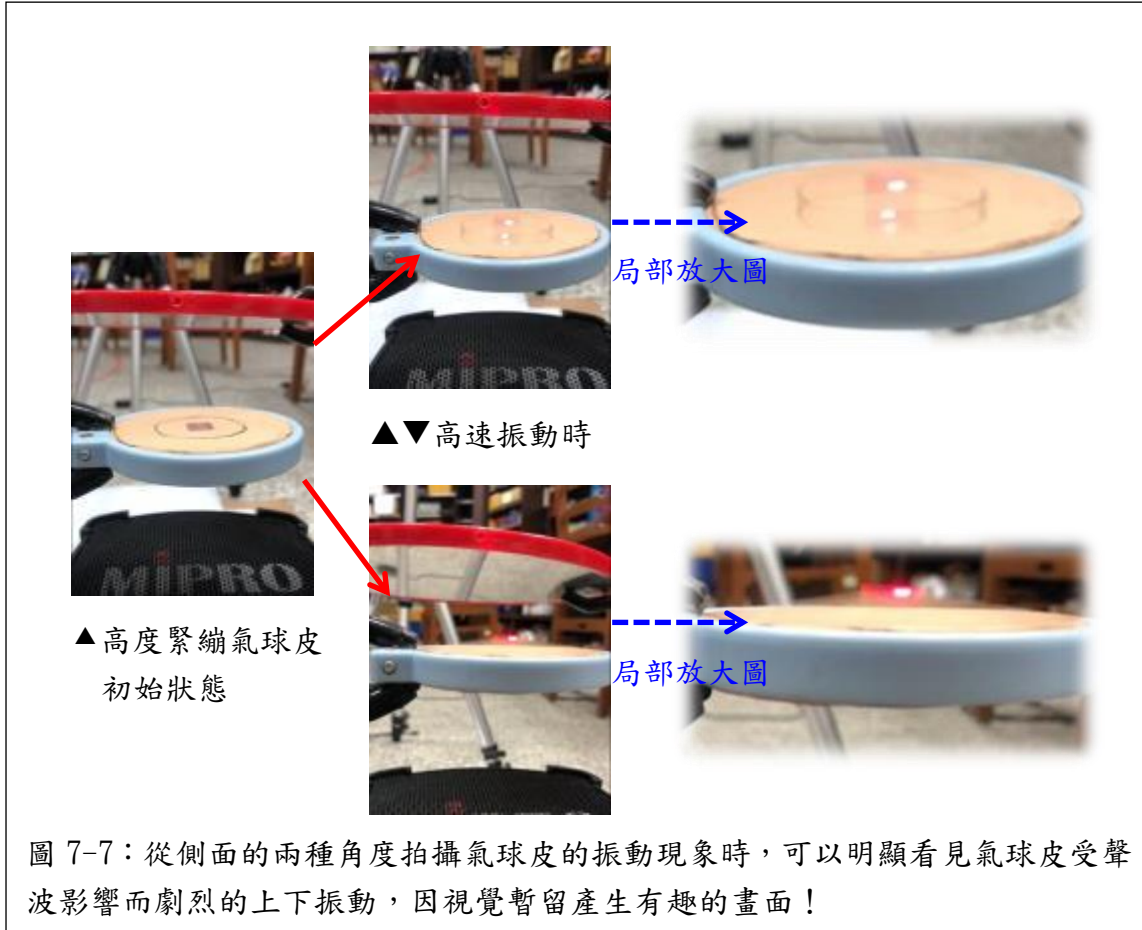 局部放大圖
MIPRO
▲▼高速振動時
MIPRO
▲高度緊繃氣球皮
初始狀態
局部放大圖
圖 7-7：從側面的兩種角度拍攝氣球皮的振動現象時，可以明顯看見氣球皮受聲
波影響而劇烈的上下振動，因視覺暫留產生有趣的畫面！